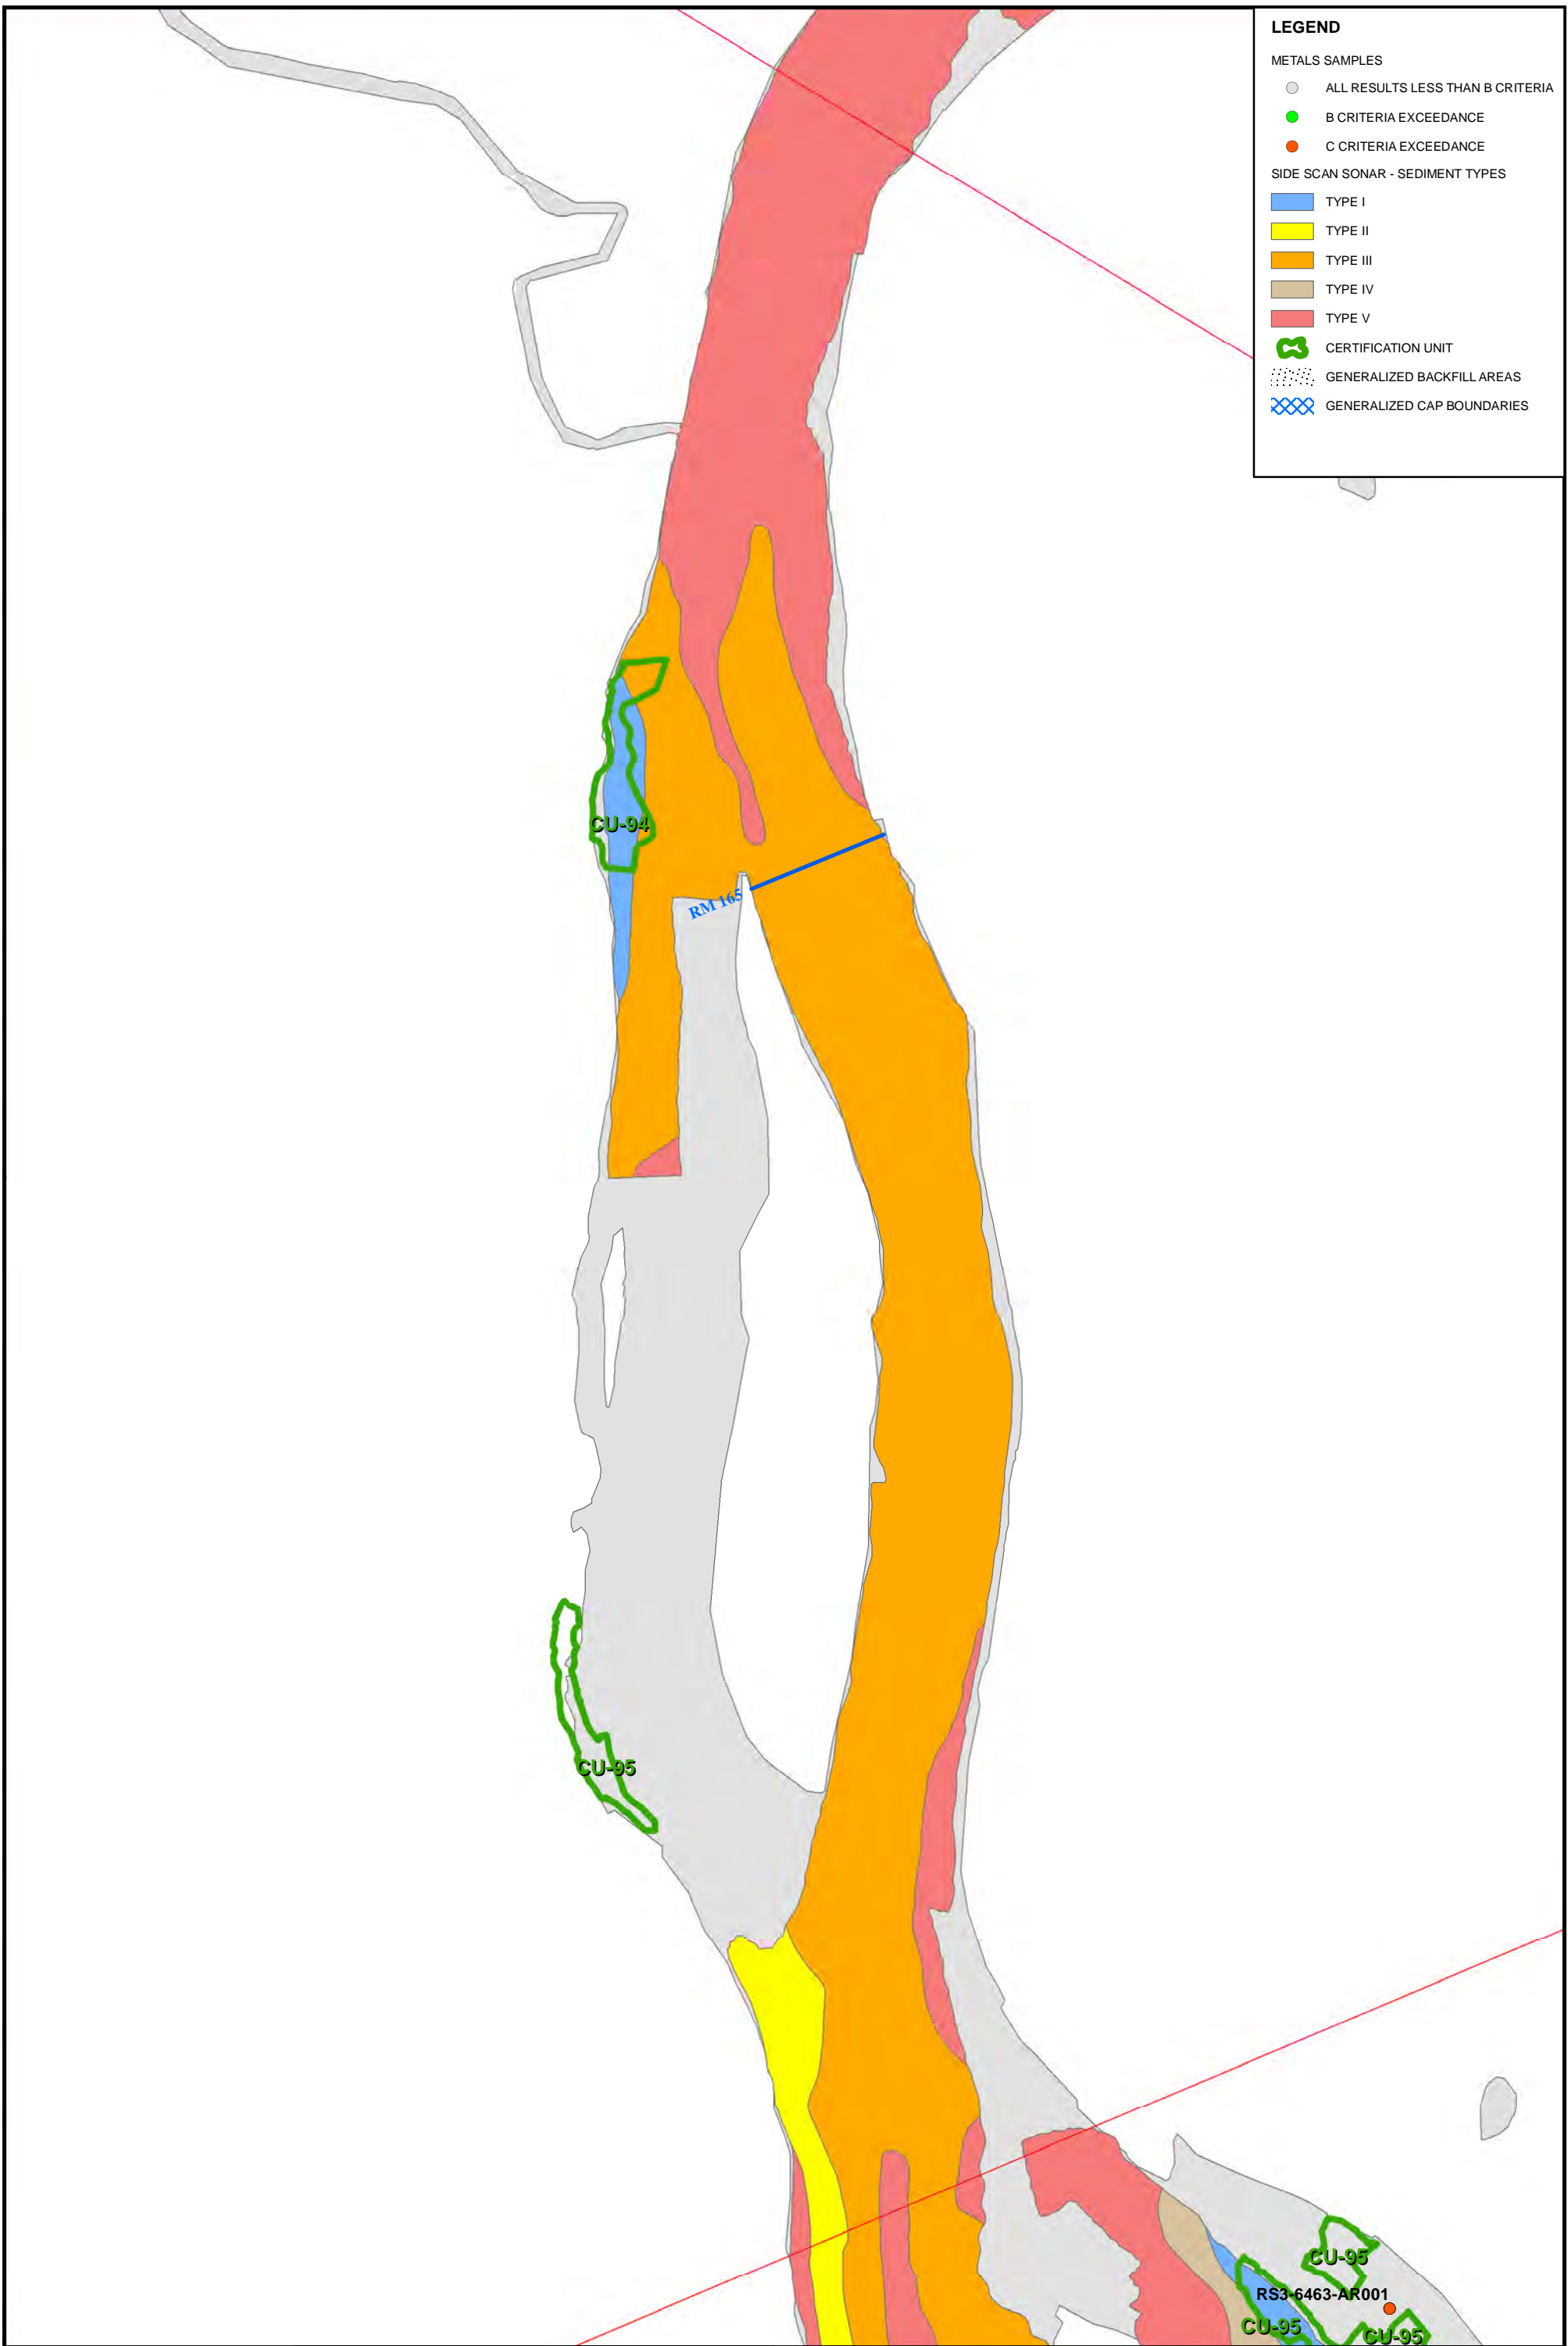 LEGEND
METALS SAMPLES
ALL RESULTS LESS THAN B CRITERIA
B CRITERIA EXCEEDANCE
C CRITERIA EXCEEDANCE
SIDE SCAN SONAR - SEDIMENT TYPES
TYPE I
TYPE II
TYPE III
TYPE IV
TYPE V
CERTIFICATION UNIT
GENERALIZED BACKFILL AREAS
GENERALIZED CAP BOUNDARIES
CU-94
RM 165
CU-95
CU-95
RS3-6463-AR001
CU-95
CU-95